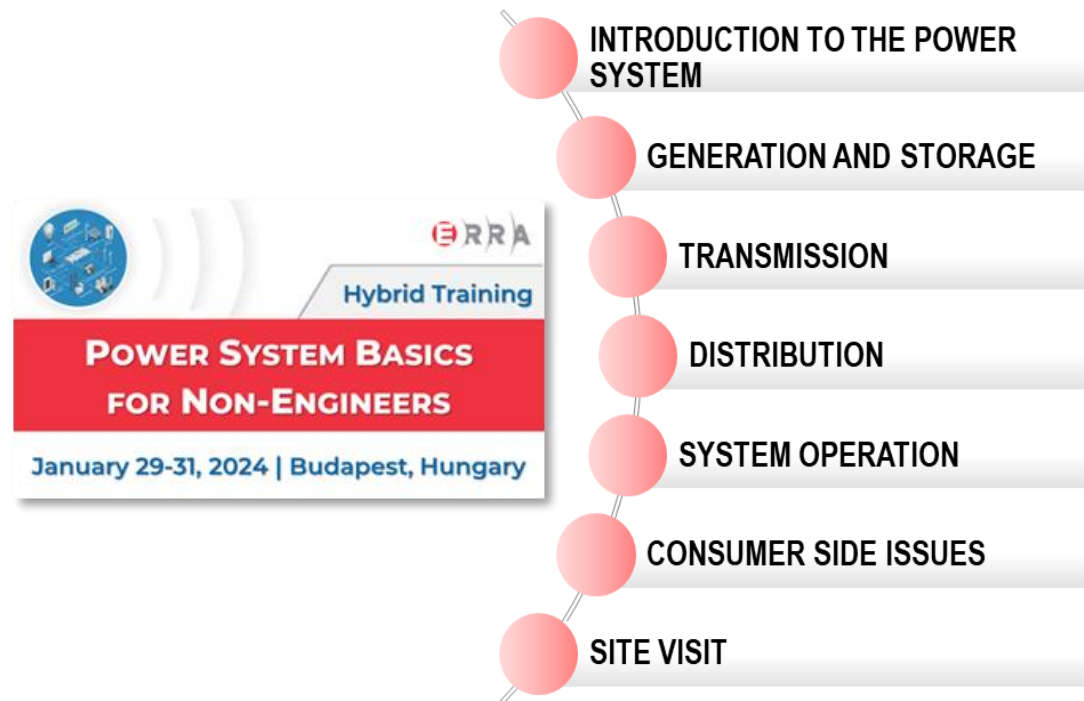 ERRA
Hybrid Training
POWER SYSTEM BASICS
FOR NON-ENGINEERS
January 29-31, 2024 | Budapest, Hungary
INTRODUCTION TO THE POWER
SYSTEM
GENERATION AND STORAGE
TRANSMISSION
DISTRIBUTION
SYSTEM OPERATION
CONSUMER SIDE ISSUES
SITE VISIT